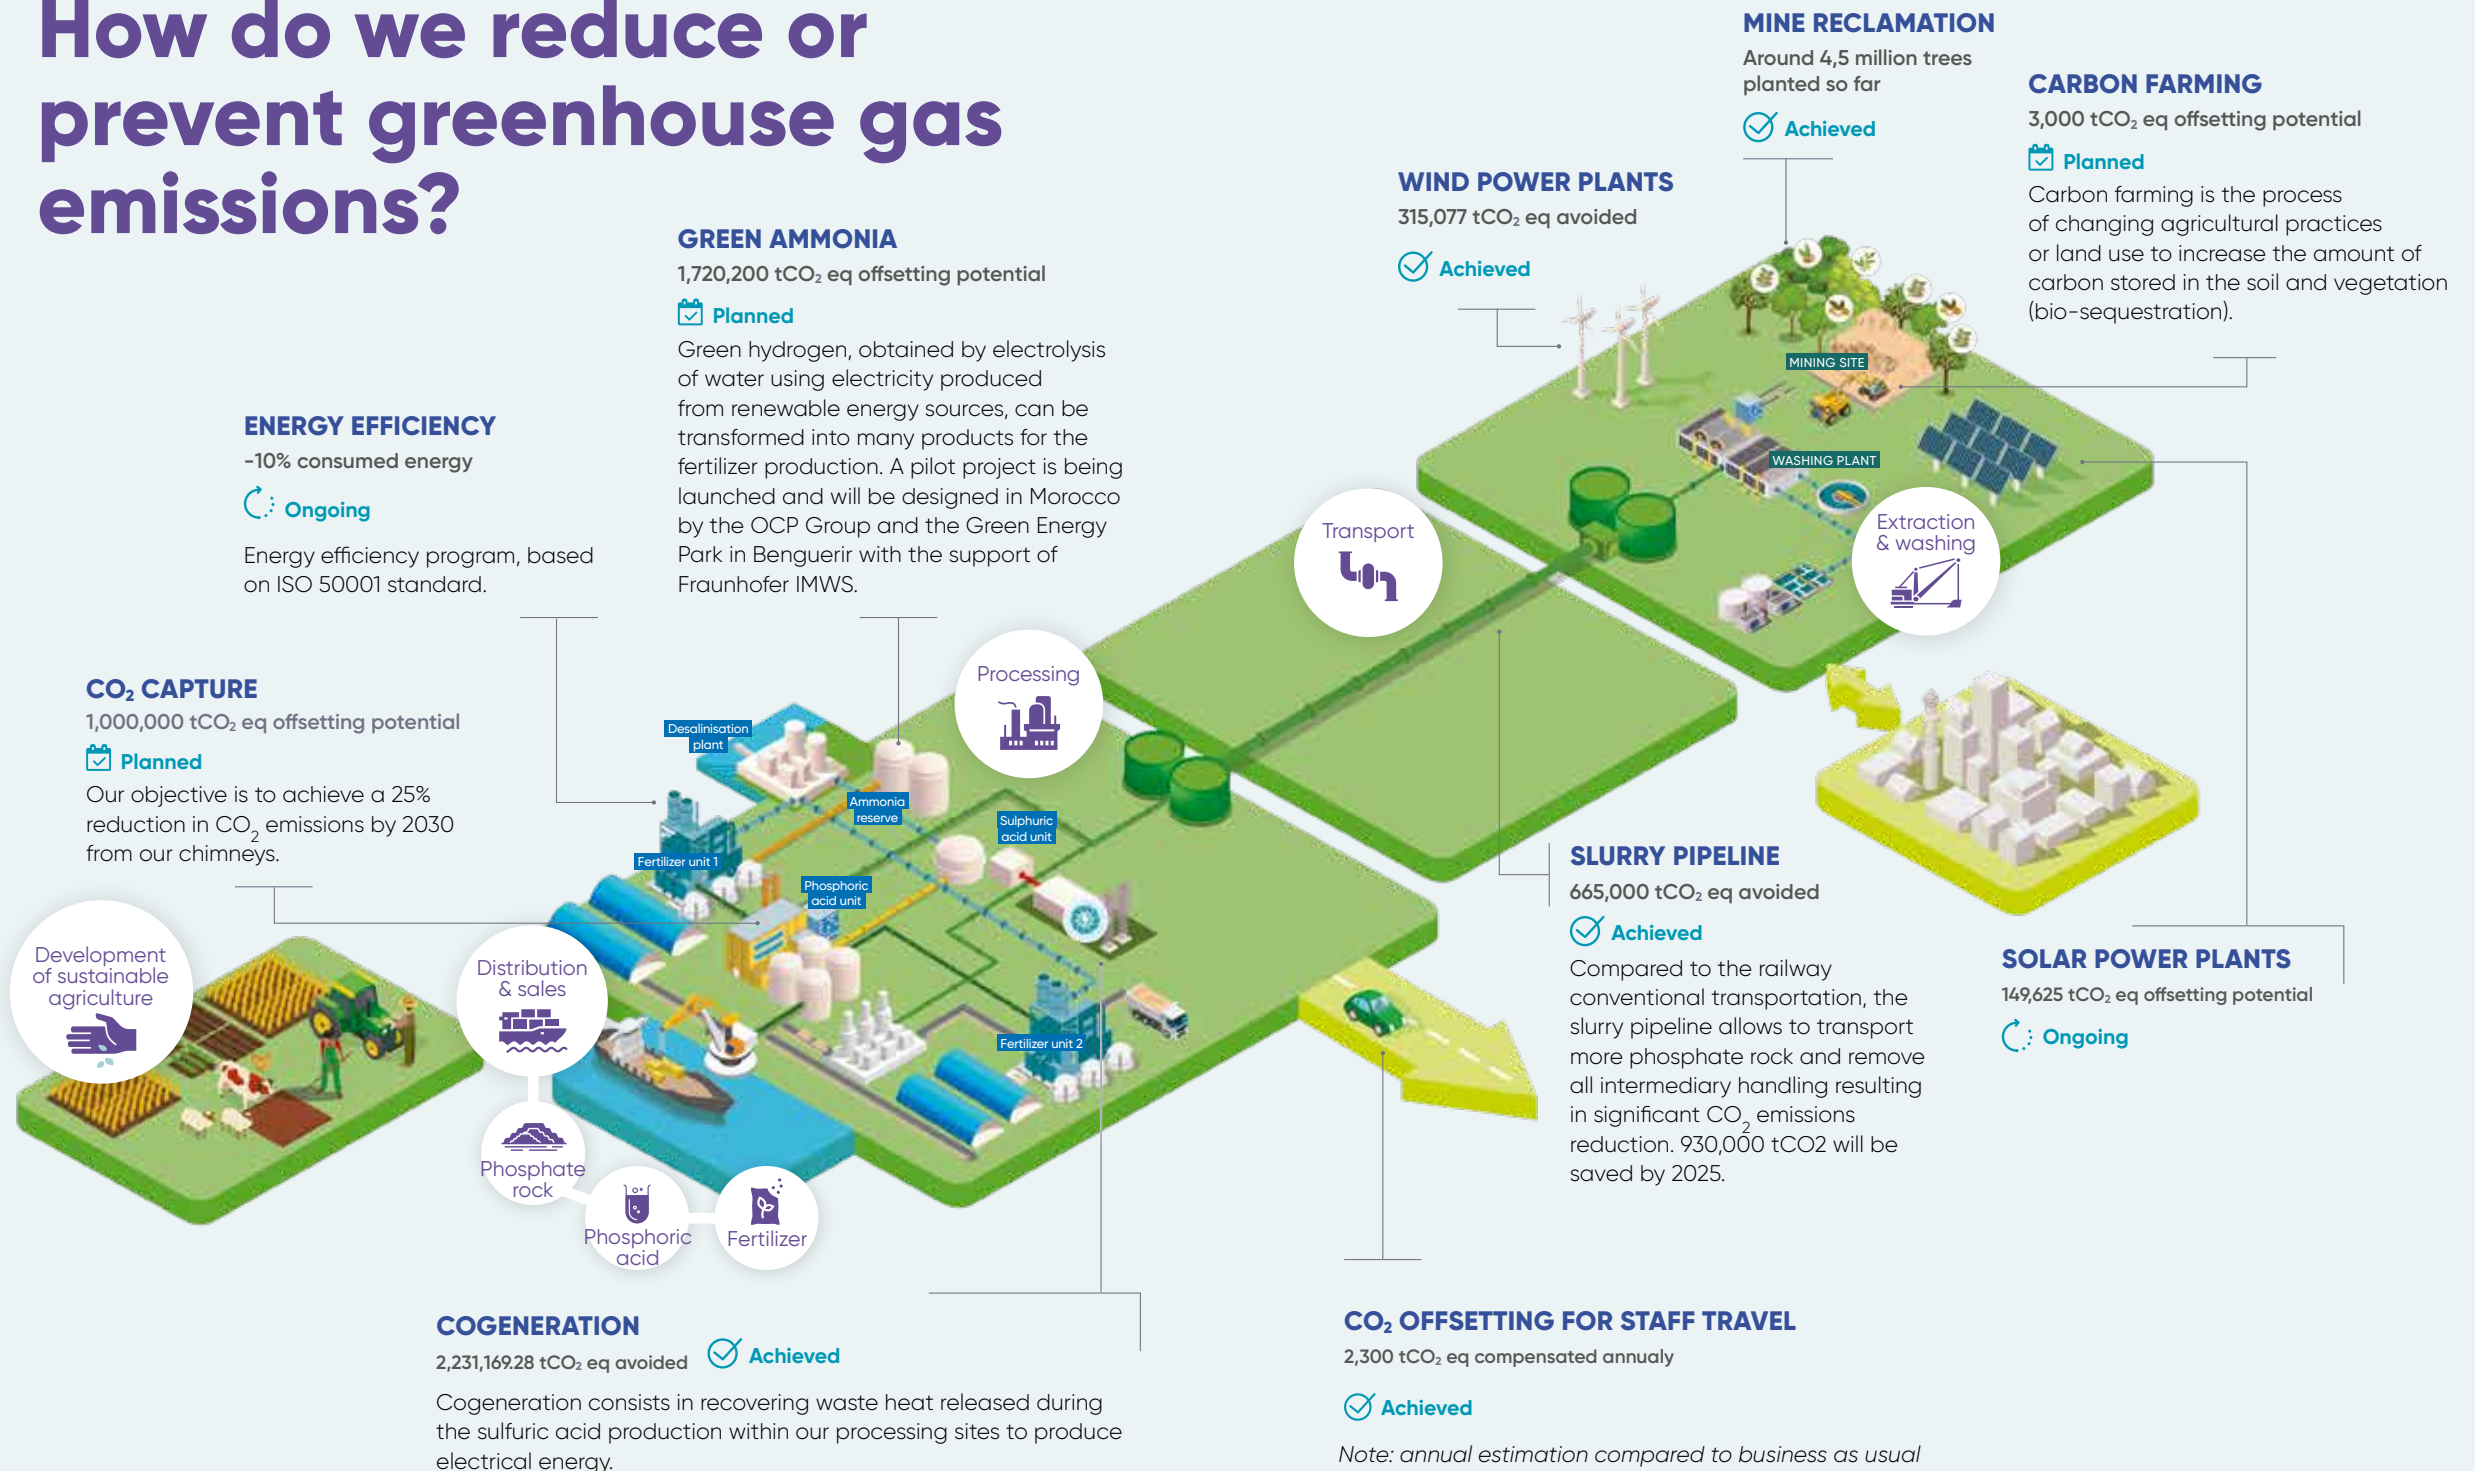 How do we reduce or
prevent greenhouse gas
emissions?
MINE RECLAMATION
Around 4,5 million trees
planted so far
Achieved
CARBON FARMING
3,000 tCO₂ eq offsetting potential
Planned
Carbon farming is the process
of changing agricultural practices
or land use to increase the amount of
carbon stored in the soil and vegetation
(bio-sequestration).
WIND POWER PLANTS
315,077 tCO₂ eq avoided
Achieved
GREEN AMMONIA
1,720,200 tCO₂ eq offsetting potential
Planned
Green hydrogen, obtained by electrolysis
of water using electricity produced
from renewable energy sources, can be
transformed into many products for the
fertilizer production. A pilot project is being
launched and will be designed in Morocco
by the OCP Group and the Green Energy
Park in Benguerir with the support of
Fraunhofer IMWS.
ENERGY EFFICIENCY
-10% consumed energy
Ongoing
Energy efficiency program, based
on ISO 50001 standard.
CO₂ CAPTURE
1,000,000 tCO₂ eq offsetting potential
Planned
Our objective is to achieve a 25%
reduction in CO₂ emissions by 2030
from our chimneys.
MINING SITE
WASHING PLANT
Extraction
& washing
Transport
Processing
Desalinisation
plant
Ammonia
reserve
Sulphuric
acid unit
Fertilizer unit 1
Phosphoric
acid unit
Fertilizer unit 2
Development
of sustainable
agriculture
Distribution
& sales
Phosphate
rock
Phosphoric
acid
Fertilizer
SLURRY PIPELINE
665,000 tCO₂ eq avoided
Achieved
Compared to the railway
conventional transportation, the
slurry pipeline allows to transport
more phosphate rock and remove
all intermediary handling resulting
in significant CO₂ emissions
reduction. 930,000 tCO2 will be
saved by 2025.
SOLAR POWER PLANTS
149,625 tCO₂ eq offsetting potential
Ongoing
COGENERATION
2,231,169.28 tCO₂ eq avoided
Achieved
Cogeneration consists in recovering waste heat released during
the sulfuric acid production within our processing sites to produce
electrical energy.
CO₂ OFFSETTING FOR STAFF TRAVEL
2,300 tCO₂ eq compensated annualy
Achieved
Note: annual estimation compared to business as usual